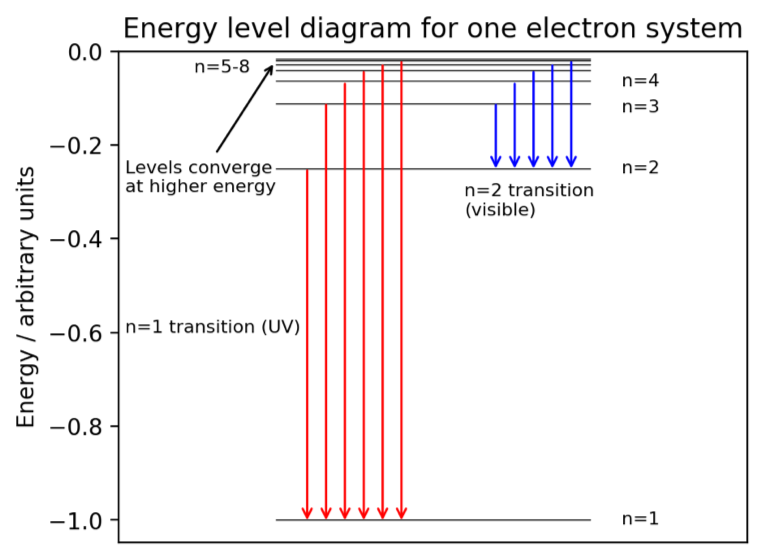 Energy level diagram for one electron system
0.0
n=5-8
n=4
n=3
−0.2
Levels converge
at higher energy
n=2
n=2 transition
(visible)
−0.4
Energy / arbitrary units
n=1 transition (UV)
−0.6
−0.8
−1.0
n=1